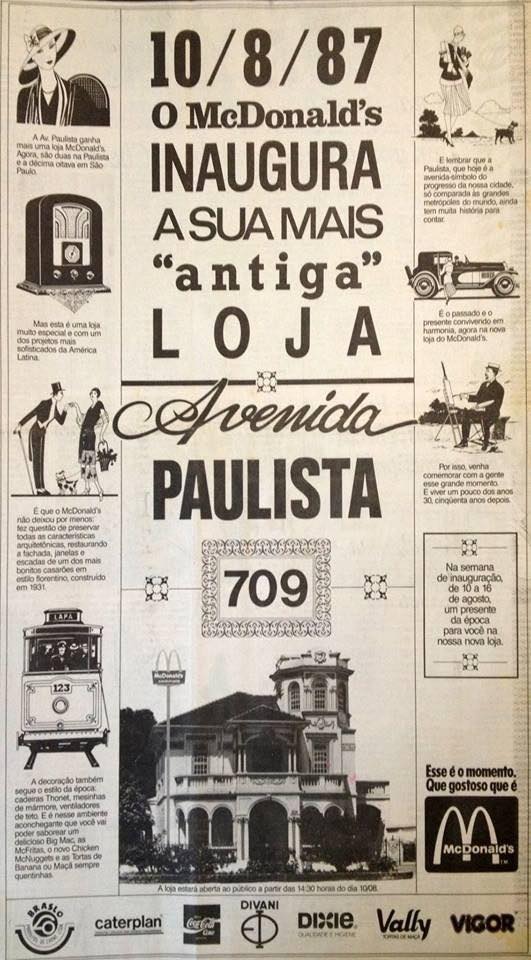 10/8/87
O McDonald's
INAUGURA
A SUA MAIS
"antiga"
LOJA
Avenida
PAULISTA
709
A Av. Paulista ganha
mais uma loja McDonald's.
Agora, são duas na Paulista
e a décima oitava em São
Paulo.
Mas esta é uma loja
muito especial e com um
dos projetos mais
sofisticados da América
Latina.
É que o McDonald's
não deixou por menos:
fez questão de preservar
todas as características
arquitetônicas, restaurando
a fachada, janelas e
escadas de um dos mais
bonitos casarões em
estilo florentino, construído
em 1931.
LAPA
123
A decoração também
segue o estilo da época:
cadeiras Thonet, mesinhas
de mármore, ventiladores
de teto. E é nesse ambiente
aconchegante que você vai
poder saborear um
delicioso Big Mac, as
McFritas, o novo Chicken
McNuggets e as Tortas de
Banana ou Maçã sempre
quentinhas.
E lembrar que a
Paulista, que hoje é a
avenida-símbolo do
progresso da nossa cidade,
só comparada às grandes
metrópoles do mundo, ainda
tem muita história para
contar.
É o passado e o
presente convivendo em
harmonia, agora na nova
loja do McDonald's.
Por isso, venha
comemorar com a gente
esse grande momento.
E viver um pouco dos anos
30, cinqüenta anos depois.
Na semana
de inauguração,
de 10 a 16
de agosto,
um presente
da época
para você na
nossa nova loja.
McDonald's
Esse é o momento.
Que gostoso que é
McDonald's
A loja estará aberta ao público a partir das 14:30 horas do dia 10/08.
BRASLO
caterplan
Coca-Cola
DIVANI
DIXIE
QUALIDADE E HIGIENE
Vally
TORTAS DE MAÇÃ
VIGOR